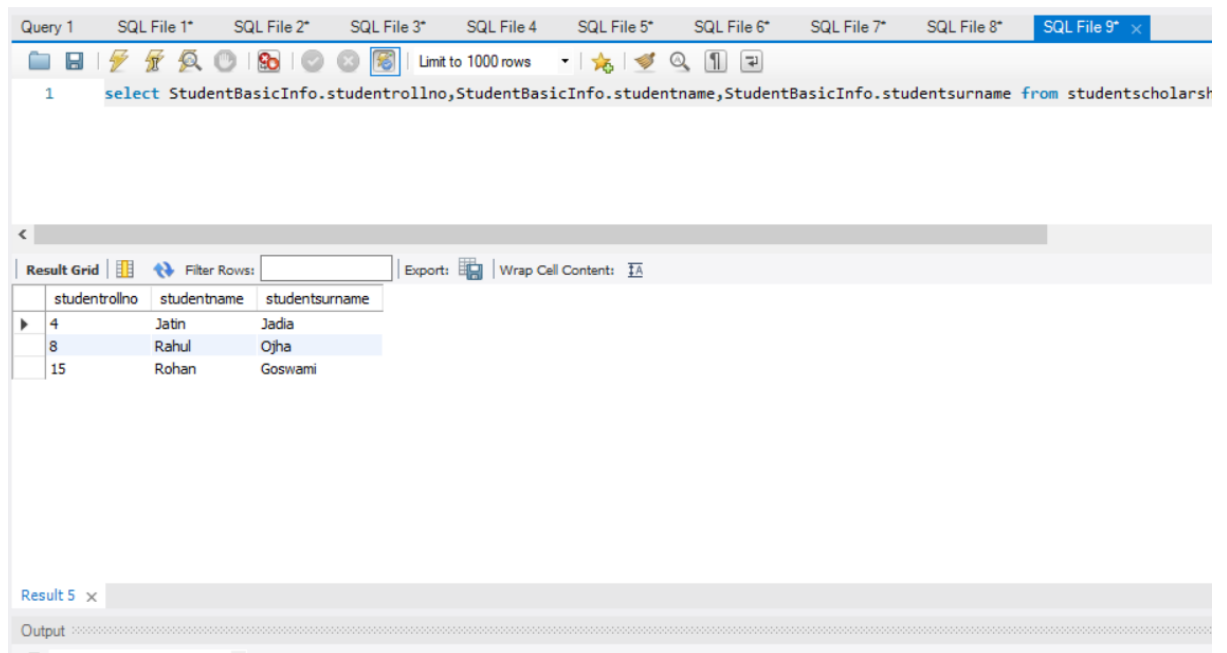 Query 1 SQL File 1* SQL File 2* SQL File 3* SQL File 4 SQL File 5* SQL File 6* SQL File 7* SQL File 8* SQL File 9*
Limit to 1000 rows
1 select StudentBasicInfo.studentrollno,StudentBasicInfo.studentname,StudentBasicInfo.studentsurname from studentscholarsh
Result Grid Filter Rows: Export: Wrap Cell Content:
studentrollno studentname studentsurname
4 Jatin Jadia
8 Rahul Ojha
15 Rohan Goswami
Result 5
Output